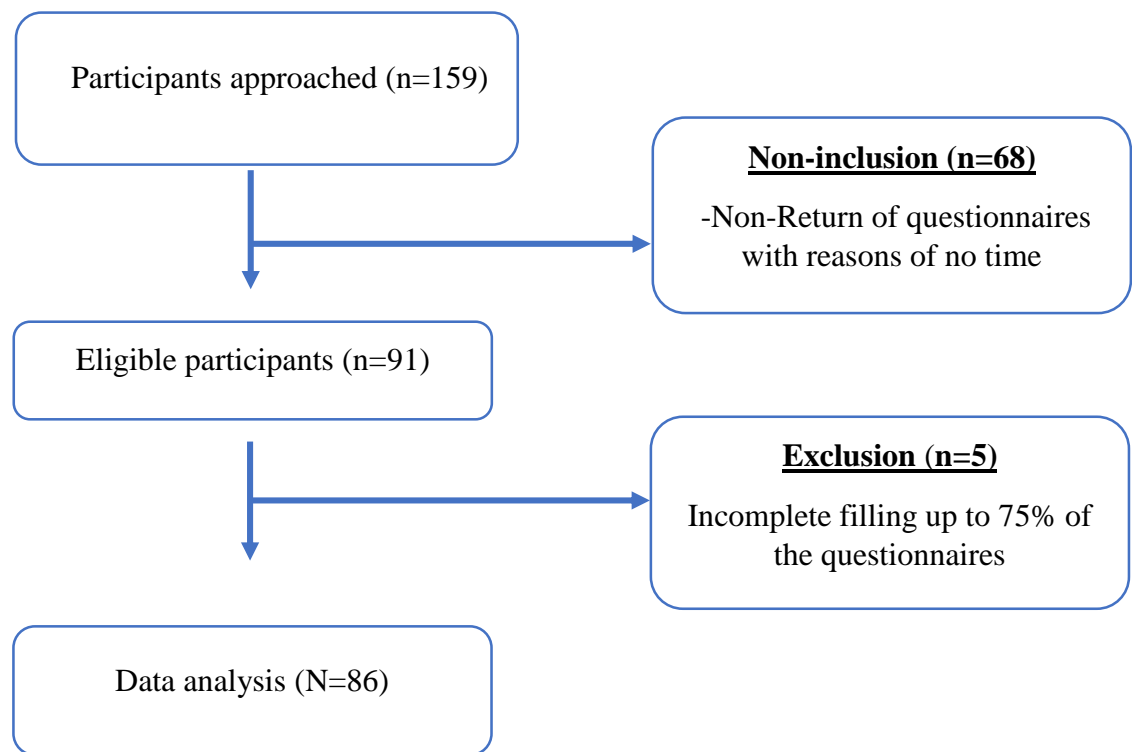 Participants approached (n=159)
Non-inclusion (n=68)
-Non-Return of questionnaires
with reasons of no time
Eligible participants (n=91)
Exclusion (n=5)
Incomplete filling up to 75% of
the questionnaires
Data analysis (N=86)